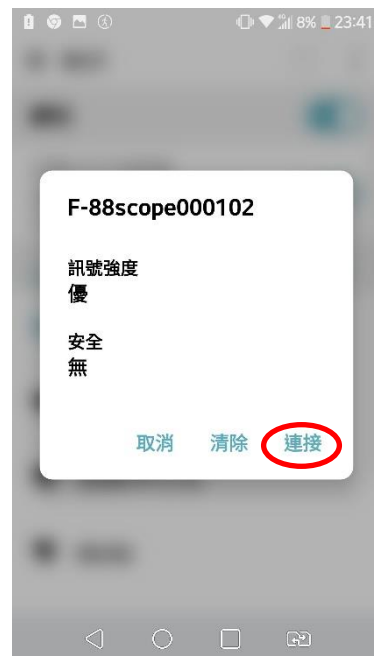 8% 23:41
F-88scope000102
訊號強度
優
安全
無
取消 清除 連接